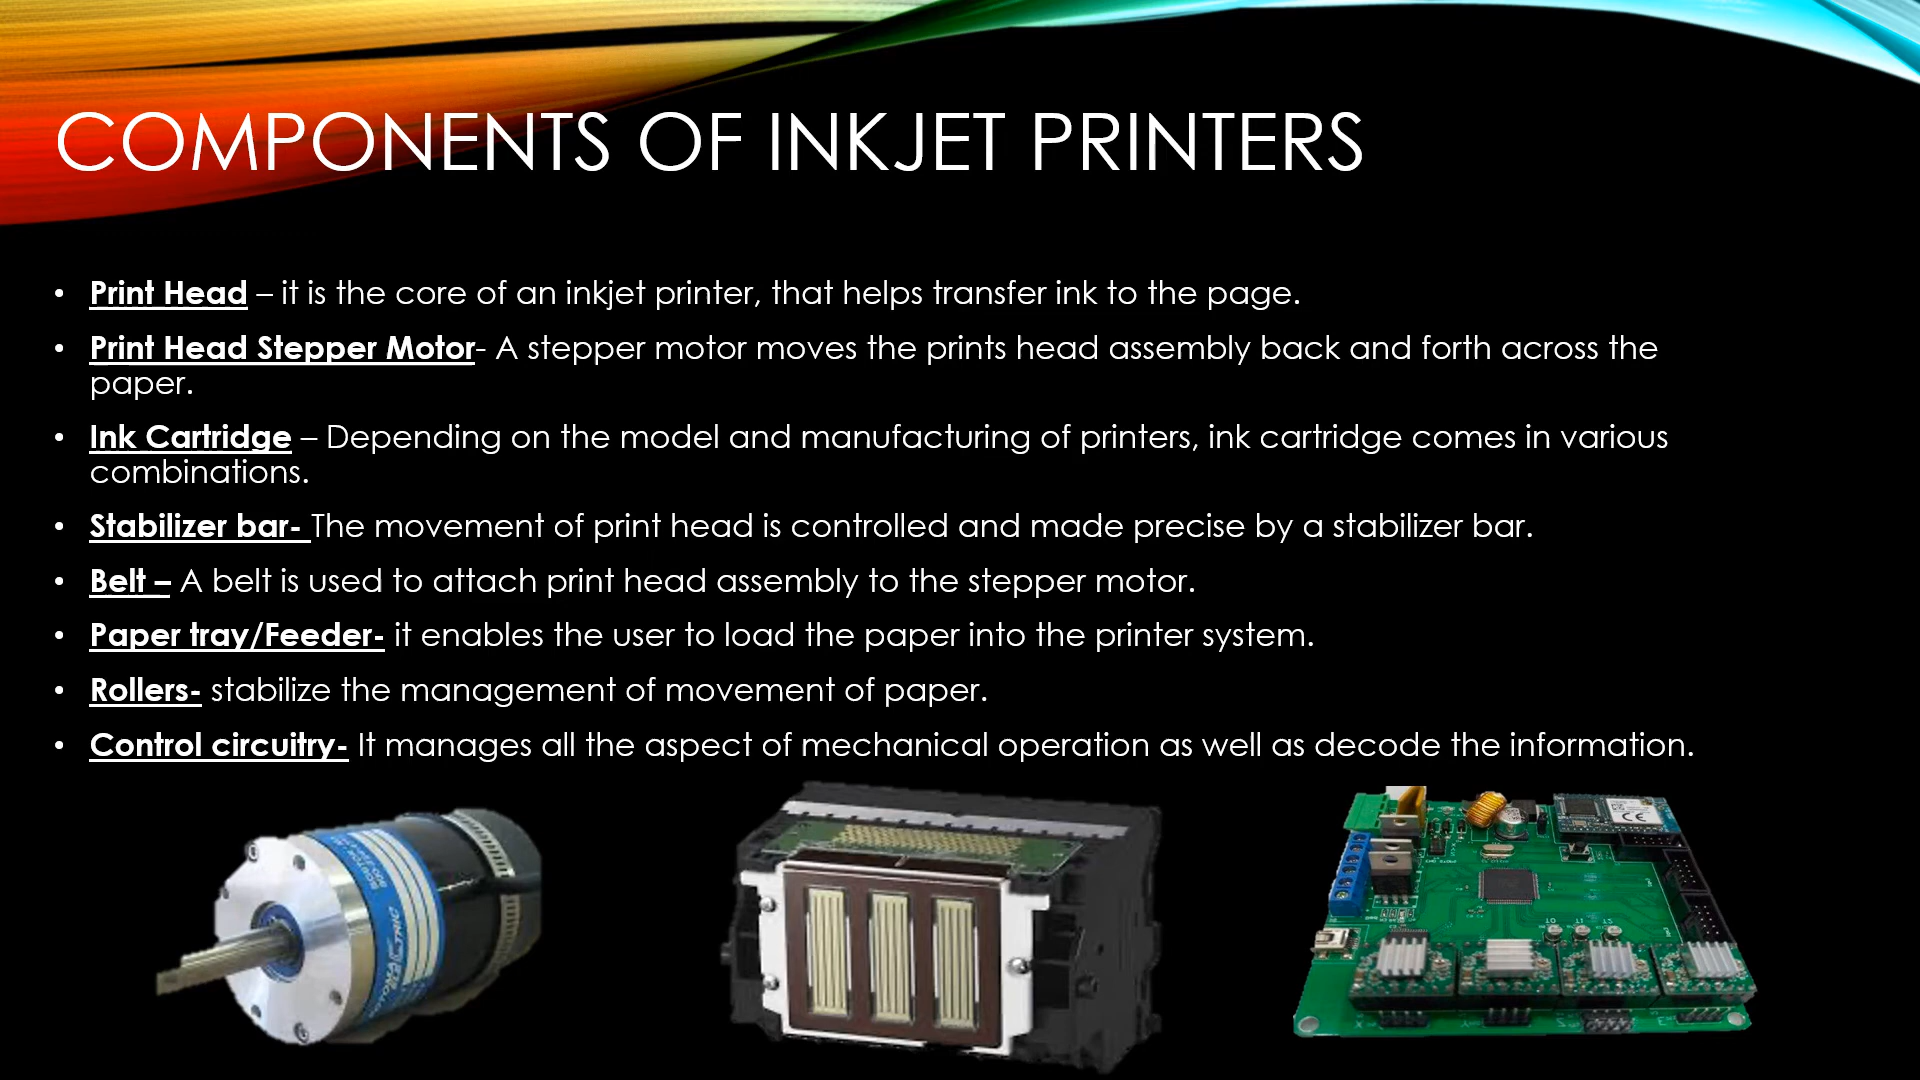 COMPONENTS OF INKJET PRINTERS
• Print Head – it is the core of an inkjet printer, that helps transfer ink to the page.
• Print Head Stepper Motor- A stepper motor moves the prints head assembly back and forth across the
paper.
• Ink Cartridge – Depending on the model and manufacturing of printers, ink cartridge comes in various
combinations.
• Stabilizer bar- The movement of print head is controlled and made precise by a stabilizer bar.
• Belt – A belt is used to attach print head assembly to the stepper motor.
• Paper tray/Feeder- it enables the user to load the paper into the printer system.
• Rollers- stabilize the management of movement of paper.
• Control circuitry- It manages all the aspect of mechanical operation as well as decode the information.
CE